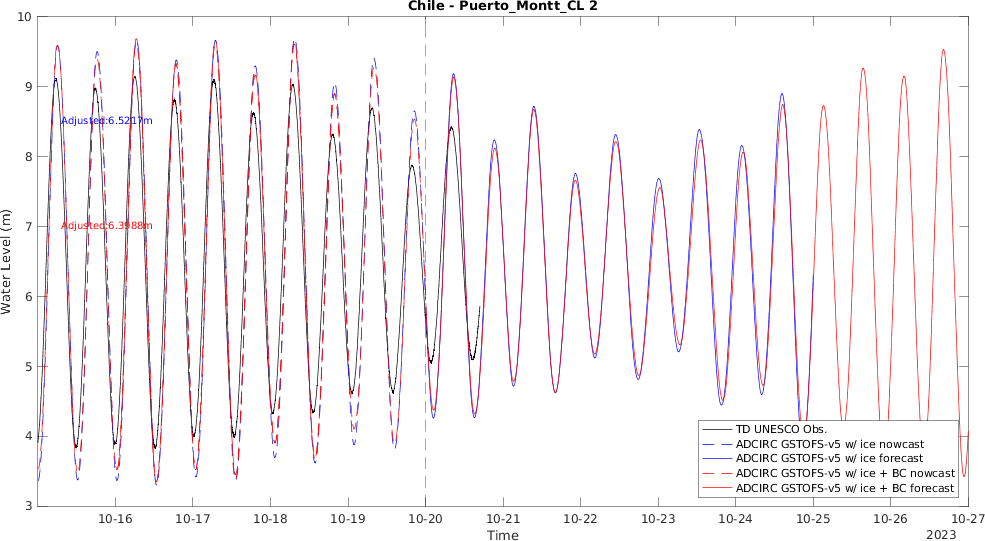 Chile - Puerto_Montt_CL 2
Water Level (m)
10
9
8
7
6
5
4
3
Adjusted:6.5217m
Adjusted:6.3988m
TD UNESCO Obs.
ADCIRC GSTOFS-v5 w/ ice nowcast
ADCIRC GSTOFS-v5 w/ ice forecast
ADCIRC GSTOFS-v5 w/ ice + BC nowcast
ADCIRC GSTOFS-v5 w/ ice + BC forecast
10-16 10-17 10-18 10-19 10-20 10-21 10-22 10-23 10-24 10-25 10-26 10-27
Time
2023